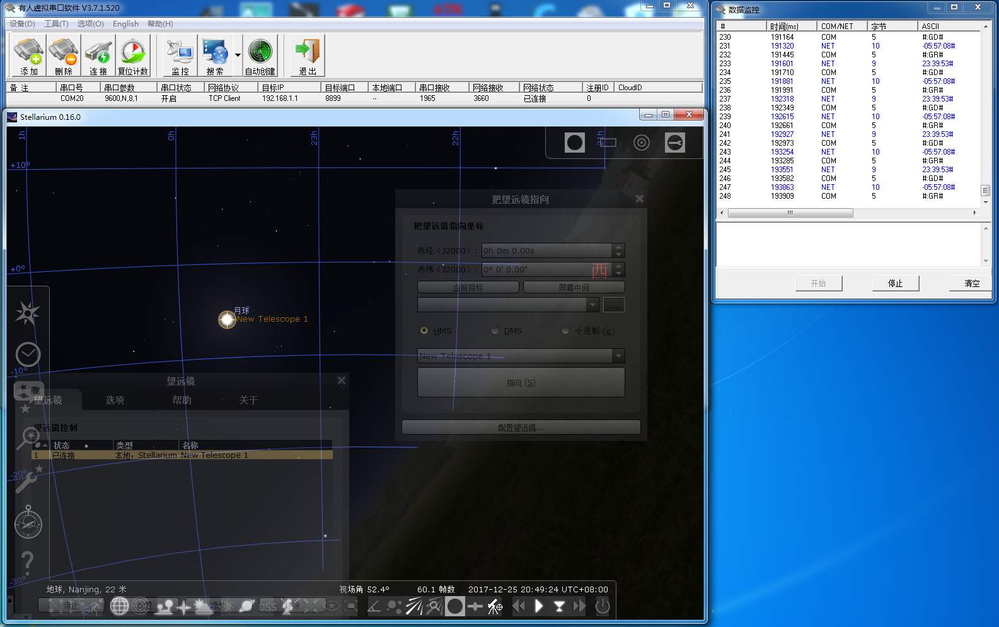 有人虚拟串口软件 V3.7.1.520
设备(D) 工具(T) 选项(O) English 帮助(H)
添 加 删 除 连 接 复位计数 监 控 搜 索 自动创建 退 出
备 注 串口号 串口参数 串口状态 网络协议 目标IP 目标端口 本地端口 串口接收 网络接收 网络状态 注册ID CloudID
COM20 9600,N,8,1 开启 TCP Client 192.168.1.1 8899 -- 1965 3660 已连接 0
Stellarium 0.16.0
1h 0h 23h 22h 21h
+10°
+0°
-10°
-20°
-30°
月球
New Telescope 1
把望远镜指向
把望远镜指向坐标
赤经（J2000）: 0h 0m 0.00s
赤纬（J2000）: 0° 0' 0.00"
西
当前目标 屏幕中间
...
HMS DMS 十进制 (e)
New Telescope 1
指向 (S)
配置望远镜...
望远镜
望远镜 选项 帮助 关于
望远镜控制
# 状态 类型 名称
1 已连接 本地, Stellarium New Telescope 1
地球, Nanjing, 22 米 视场角 52.4° 60.1 帧数 2017-12-25 20:49:24 UTC+08:00
停止 配置 添加 DSS 除
数据监控
# 时间(ms) COM/NET 字节 ASCII
230 191164 COM 5 #:GD#
231 191320 NET 10 -05:57:08#
232 191445 COM 5 #:GR#
233 191601 NET 9 23:39:53#
234 191710 COM 5 #:GD#
235 191881 NET 10 -05:57:08#
236 191991 COM 5 #:GR#
237 192318 NET 9 23:39:53#
238 192349 COM 5 #:GD#
239 192615 NET 10 -05:57:08#
240 192661 COM 5 #:GR#
241 192927 NET 9 23:39:53#
242 192973 COM 5 #:GD#
243 193254 NET 10 -05:57:08#
244 193285 COM 5 #:GR#
245 193551 NET 9 23:39:53#
246 193582 COM 5 #:GD#
247 193863 NET 10 -05:57:08#
248 193909 COM 5 #:GR#
开始 停止 清空